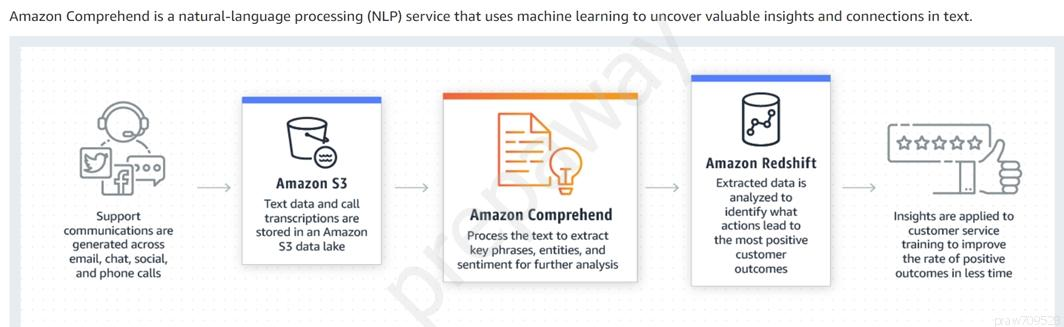 Amazon Comprehend is a natural-language processing (NLP) service that uses machine learning to uncover valuable insights and connections in text.
Support
communications are
generated across
email, chat, social,
and phone calls
Amazon S3
Text data and call
transcriptions are
stored in an Amazon
S3 data lake
Amazon Comprehend
Process the text to extract
key phrases, entities, and
sentiment for further analysis
Amazon Redshift
Extracted data is
analyzed to
identify what
actions lead to
the most positive
customer
outcomes
Insights are applied to
customer service
training to improve
the rate of positive
outcomes in less time
prepaway